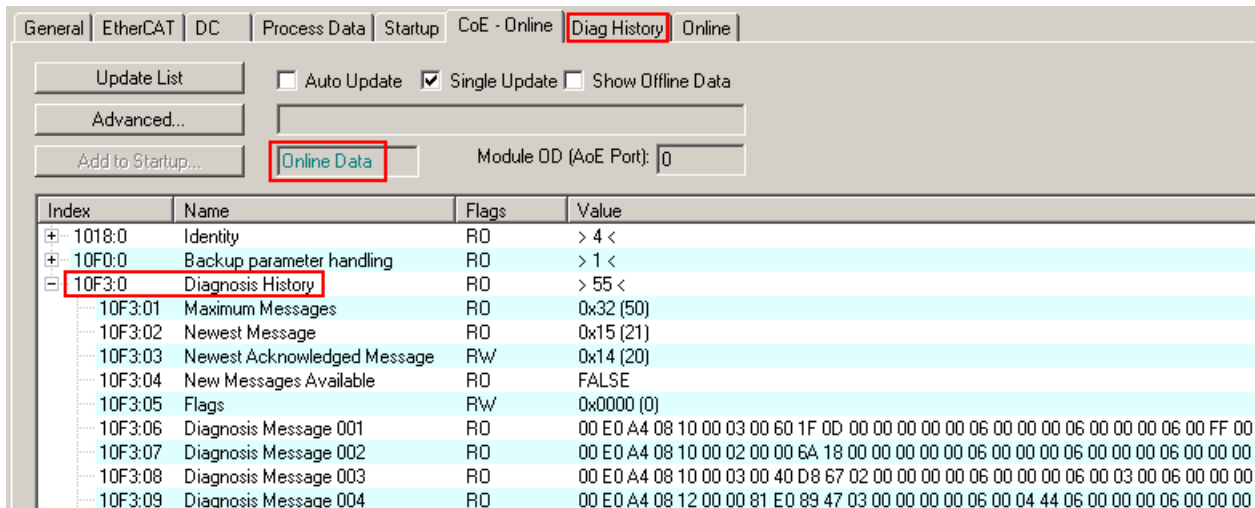 General EtherCAT DC Process Data Startup CoE - Online Diag History Online
Update List Auto Update Single Update Show Offline Data
Advanced...
Add to Startup... Online Data Module OD (AoE Port): 0
Index Name Flags Value
1018:0 Identity RO > 4 <
10F0:0 Backup parameter handling RO > 1 <
10F3:0 Diagnosis History RO > 55 <
10F3:01 Maximum Messages RO 0x32 (50)
10F3:02 Newest Message RO 0x15 (21)
10F3:03 Newest Acknowledged Message RW 0x14 (20)
10F3:04 New Messages Available RO FALSE
10F3:05 Flags RW 0x0000 (0)
10F3:06 Diagnosis Message 001 RO 00 E0 A4 08 10 00 03 00 60 1F 0D 00 00 00 00 00 06 00 00 00 06 00 00 00 06 00 FF 00
10F3:07 Diagnosis Message 002 RO 00 E0 A4 08 10 00 02 00 00 6A 18 00 00 00 00 00 06 00 00 00 06 00 00 00 06 00 00 00
10F3:08 Diagnosis Message 003 RO 00 E0 A4 08 10 00 03 00 40 D8 67 02 00 00 00 00 06 00 00 00 06 00 03 00 06 00 00 00
10F3:09 Diagnosis Message 004 RO 00 E0 A4 08 12 00 00 81 E0 89 47 03 00 00 00 00 06 00 04 44 06 00 00 00 06 00 00 00